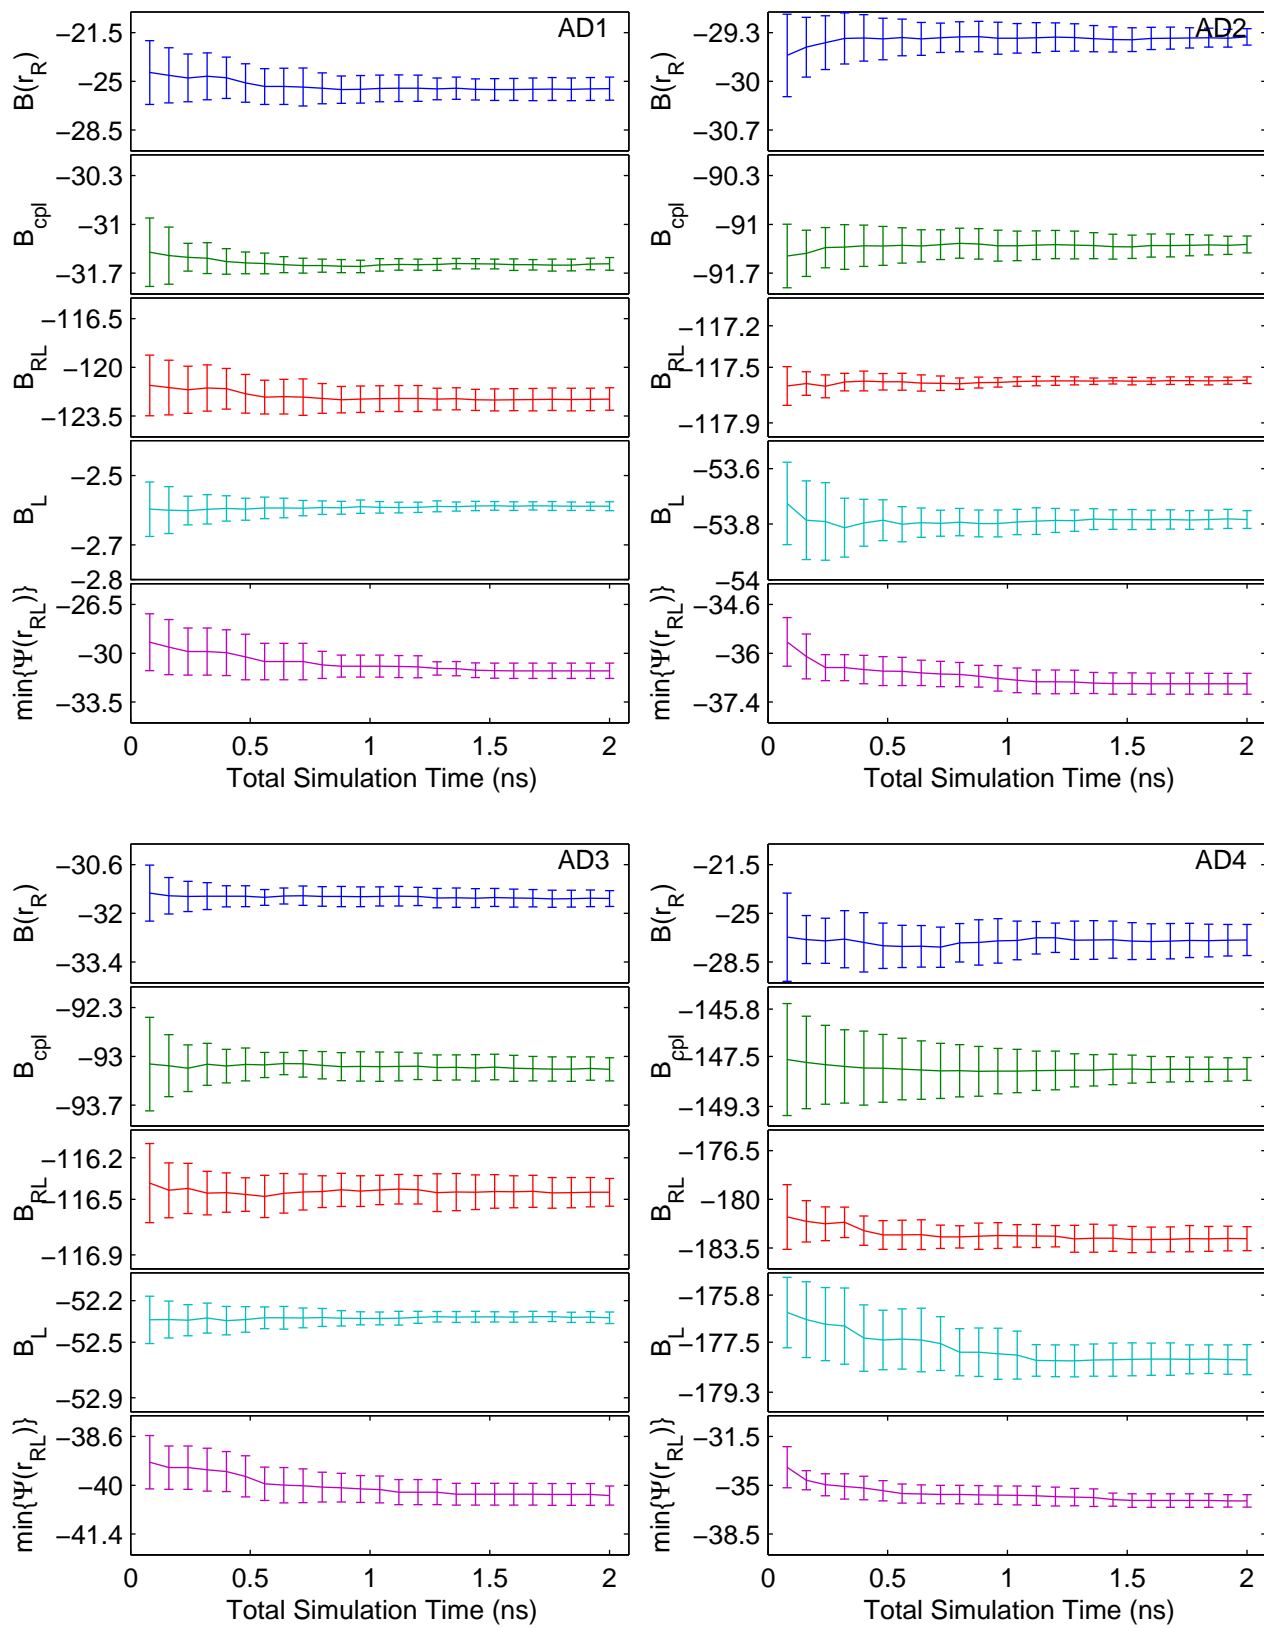 AD1
B(r_R)
−21.5
−25
−28.5
B_cpl
−30.3
−31
−31.7
B_RL
−116.5
−120
−123.5
B_L
−2.5
−2.7
−2.8
min{Ψ(r_RL)}
−26.5
−30
−33.5
0 0.5 1 1.5 2
Total Simulation Time (ns)
AD2
B(r_R)
−29.3
−30
−30.7
B_cpl
−90.3
−91
−91.7
B_RL
−117.2
−117.5
−117.9
B_L
−53.6
−53.8
−54
min{Ψ(r_RL)}
−34.6
−36
−37.4
0 0.5 1 1.5 2
Total Simulation Time (ns)
AD3
B(r_R)
−30.6
−32
−33.4
B_cpl
−92.3
−93
−93.7
B_RL
−116.2
−116.5
−116.9
B_L
−52.2
−52.5
−52.9
min{Ψ(r_RL)}
−38.6
−40
−41.4
0 0.5 1 1.5 2
Total Simulation Time (ns)
AD4
B(r_R)
−21.5
−25
−28.5
B_cpl
−145.8
−147.5
−149.3
B_RL
−176.5
−180
−183.5
B_L
−175.8
−177.5
−179.3
min{Ψ(r_RL)}
−31.5
−35
−38.5
0 0.5 1 1.5 2
Total Simulation Time (ns)